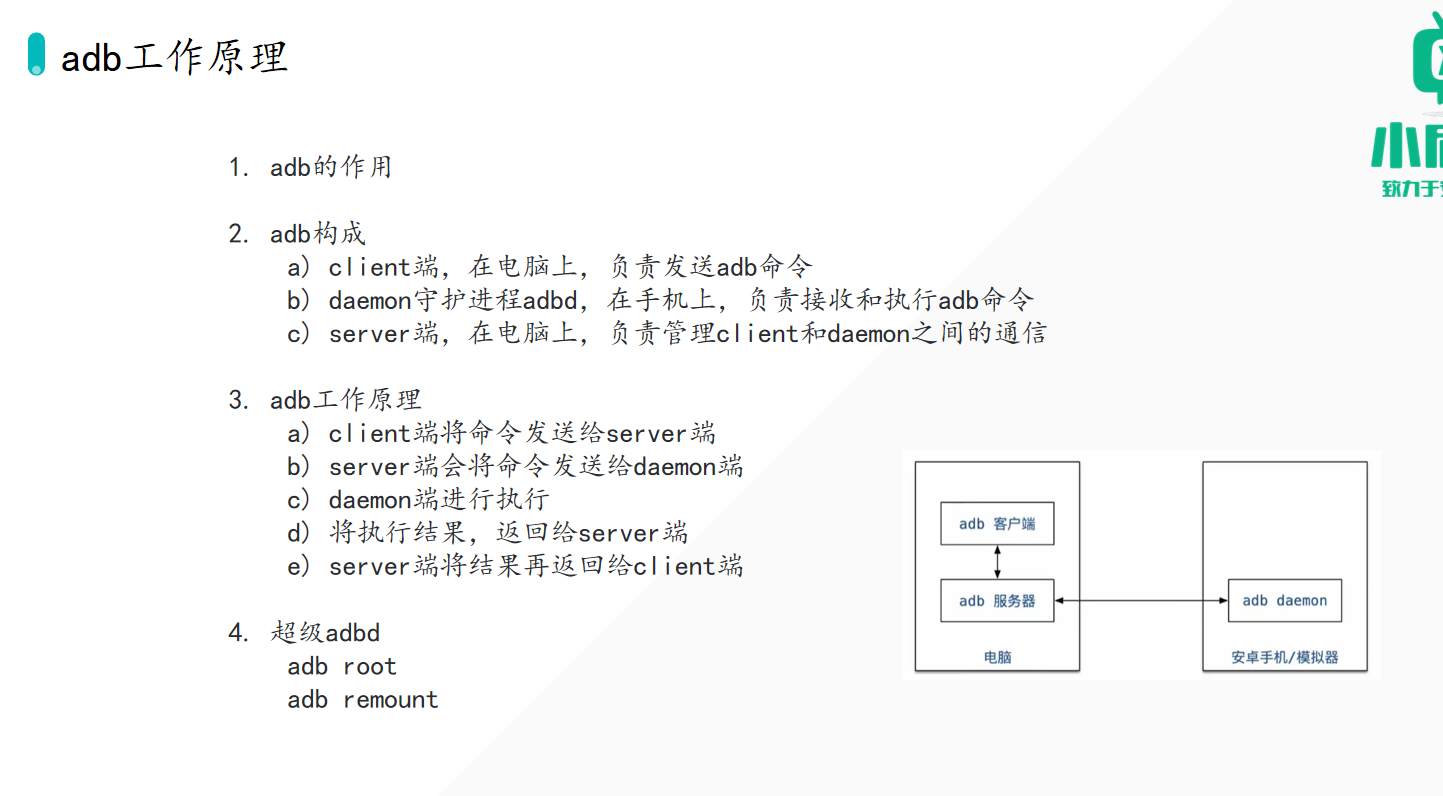 adb工作原理
1. adb的作用
2. adb构成
a) client端，在电脑上，负责发送adb命令
b) daemon守护进程adbd，在手机上，负责接收和执行adb命令
c) server端，在电脑上，负责管理client和daemon之间的通信
3. adb工作原理
a) client端将命令发送给server端
b) server端会将命令发送给daemon端
c) daemon端进行执行
d) 将执行结果，返回给server端
e) server端将结果再返回给client端
4. 超级adbd
adb root
adb remount
adb 客户端
adb 服务器
电脑
adb daemon
安卓手机/模拟器
小
致力于